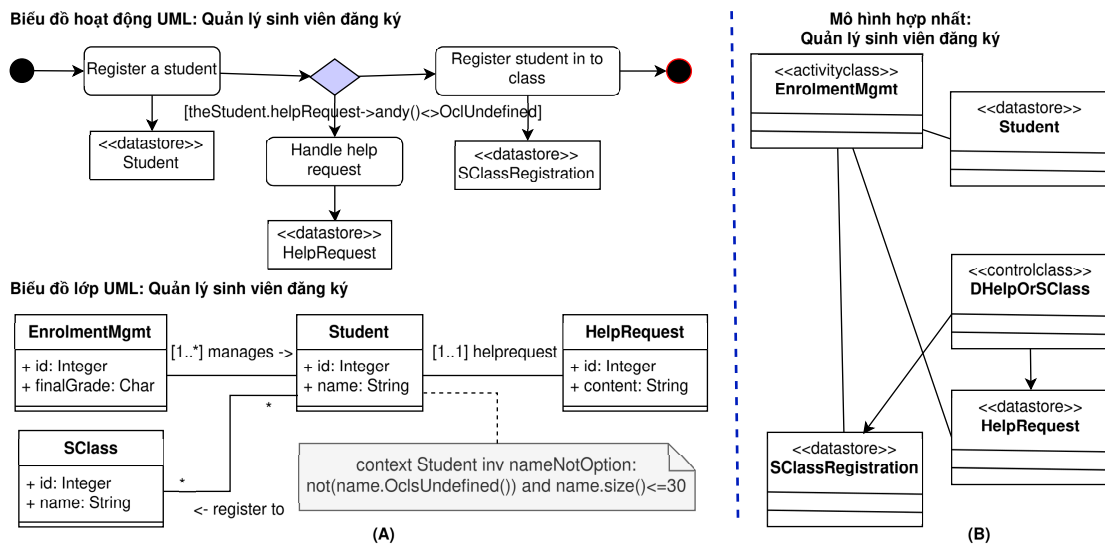 Biểu đồ hoạt động UML: Quản lý sinh viên đăng ký
Register a student
Register student in to
class
[theStudent.helpRequest->andy()<>OclUndefined]
<<datastore>>
Student
Handle help
request
<<datastore>>
SClassRegistration
<<datastore>>
HelpRequest
Biểu đồ lớp UML: Quản lý sinh viên đăng ký
EnrolmentMgmt
+ id: Integer
+ finalGrade: Char
[1..*] manages ->
Student
+ id: Integer
+ name: String
[1..1] helprequest
HelpRequest
+ id: Integer
+ content: String
*
SClass
+ id: Integer
+ name: String
*
<- register to
context Student inv nameNotOption:
not(name.OclsUndefined()) and name.size()<=30
(A)
Mô hình hợp nhất:
Quản lý sinh viên đăng ký
<<activityclass>>
EnrolmentMgmt
<<datastore>>
Student
<<controlclass>>
DHelpOrSClass
<<datastore>>
HelpRequest
<<datastore>>
SClassRegistration
(B)